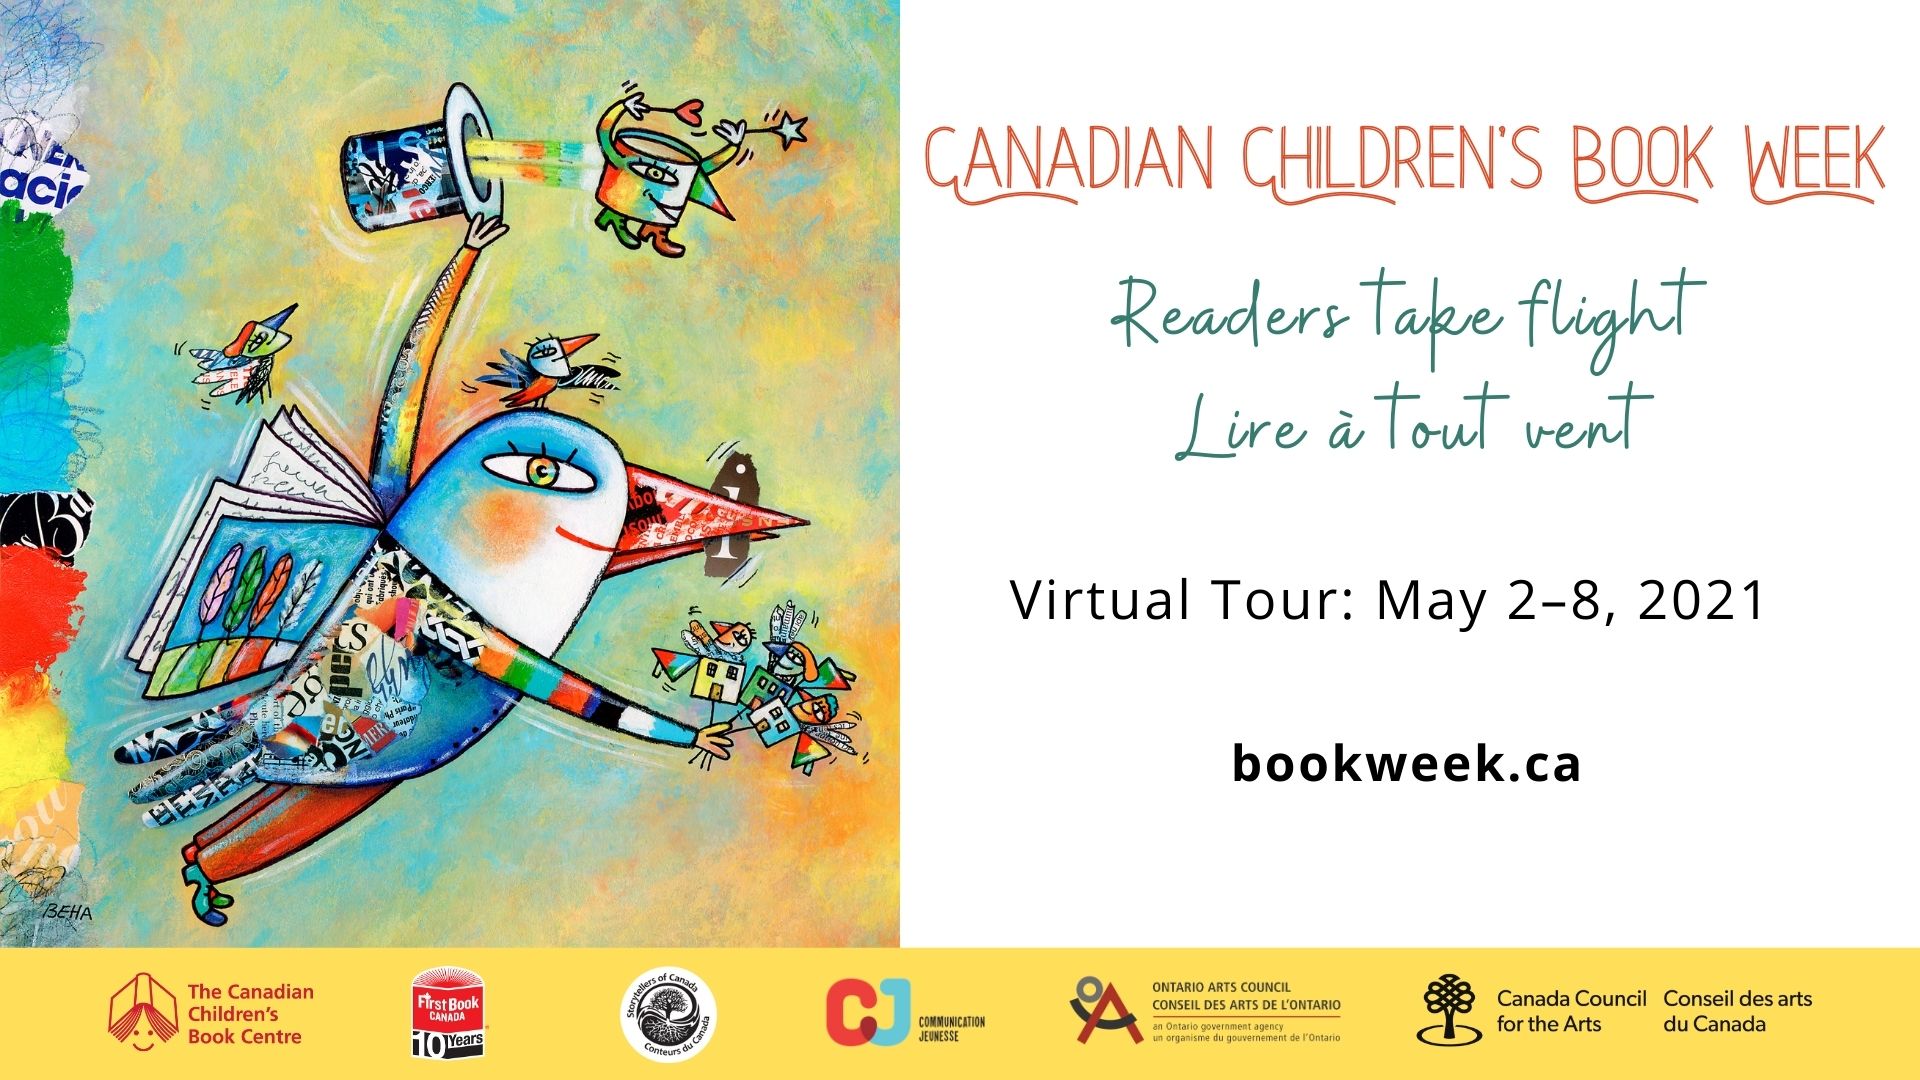 CANADIAN CHILDREN'S BOOK WEEK
Readers take flight
Lire à tout vent
Virtual Tour: May 2–8, 2021
bookweek.ca
BEHA
The Canadian
Children's
Book Centre
First Book
CANADA
10 Years
Storytellers of Canada
Conteurs du Canada
CJ
COMMUNICATION
JEUNESSE
ONTARIO ARTS COUNCIL
CONSEIL DES ARTS DE L'ONTARIO
an Ontario government agency
un organisme du gouvernement de l'Ontario
Canada Council
for the Arts
Conseil des arts
du Canada